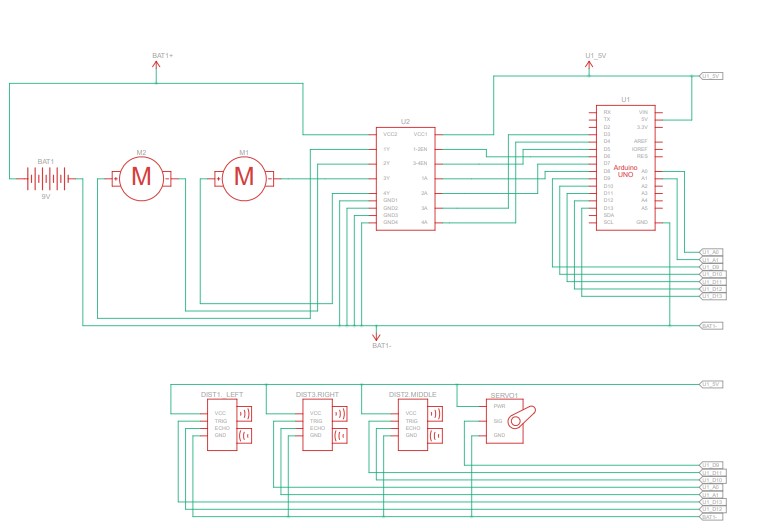 BAT1+
U1_5V
U1_5V
BAT1
9V
M2
M
M1
M
U2
VCC2
1Y
2Y
3Y
4Y
GND1
GND2
GND3
GND4
VCC1
1-2EN
3-4EN
1A
2A
3A
4A
U1
RX
TX
D2
D3
D4
D5
D6
D7
D8
D9
D10
D11
D12
D13
SDA
SCL
Arduino
UNO
VIN
5V
3.3V
AREF
IOREF
RES
A0
A1
A2
A3
A4
A5
GND
U1_A0
U1_A1
U1_D9
U1_D10
U1_D11
U1_D12
U1_D13
BAT1-
BAT1-
U1_5V
DIST1_ LEFT
VCC
TRIG
ECHO
GND
DIST3.RIGHT
VCC
TRIG
ECHO
GND
DIST2.MIDDLE
VCC
TRIG
ECHO
GND
SERVO1
PWR
SIG
GND
U1_D9
U1_D11
U1_D10
U1_A0
U1_A1
U1_D13
U1_D12
BAT1-